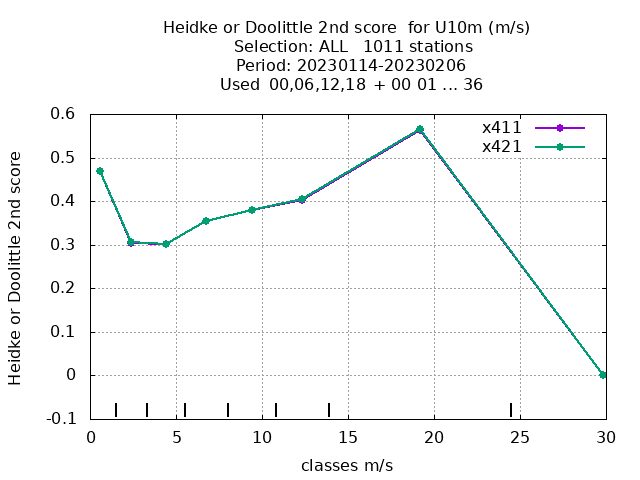 Heidke or Doolittle 2nd score  for U10m (m/s)
Selection: ALL   1011 stations
Period: 20230114-20230206
Used  00,06,12,18  + 00 01 ... 36
x411
x421
Heidke or Doolittle 2nd score
0.6
0.5
0.4
0.3
0.2
0.1
0
-0.1
0 5 10 15 20 25 30
classes m/s